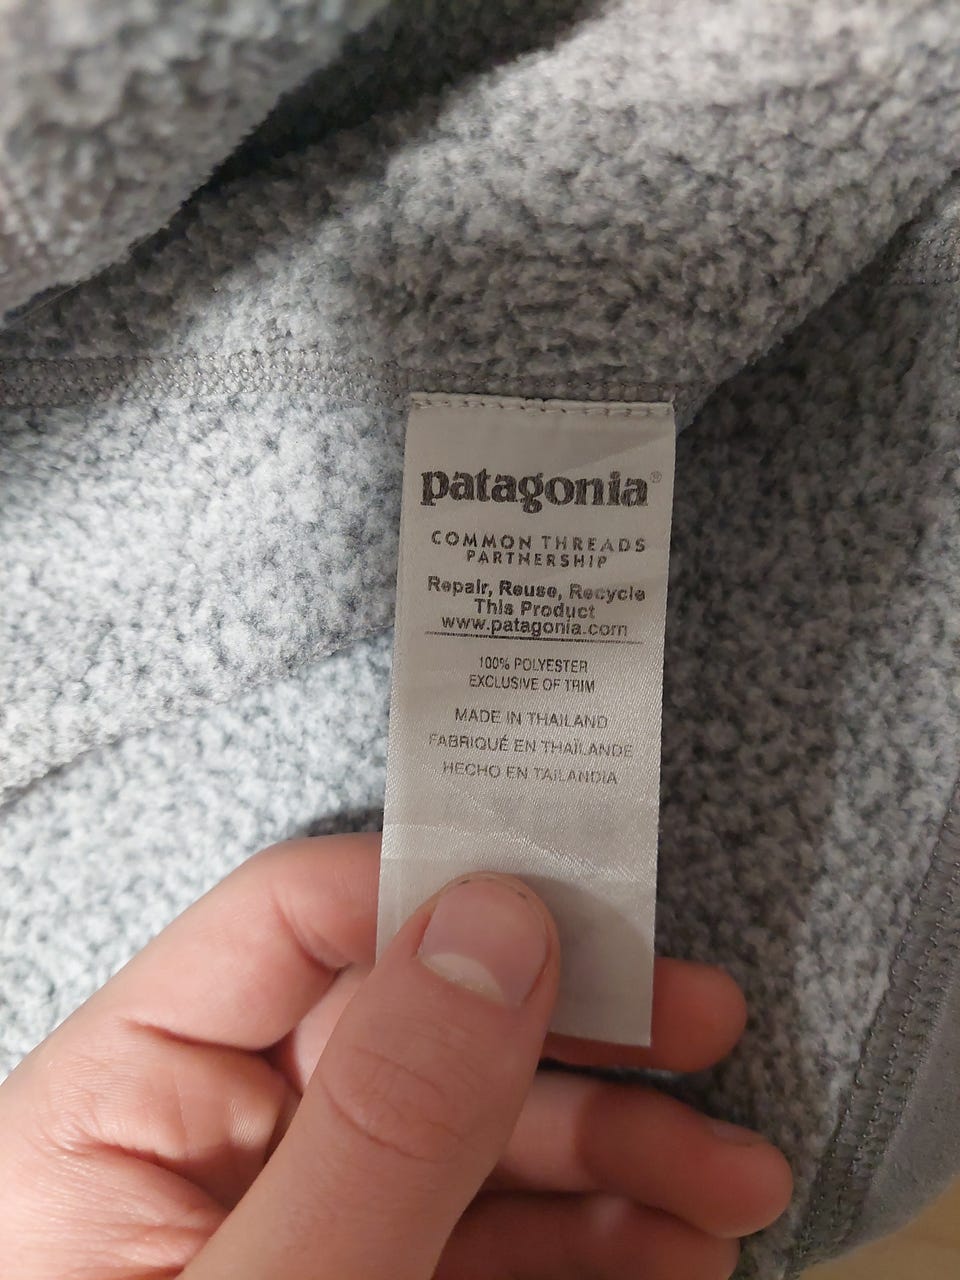 patagonia®
COMMON THREADS
PARTNERSHIP
Repair, Reuse, Recycle
This Product
www.patagonia.com
100% POLYESTER
EXCLUSIVE OF TRIM
MADE IN THAILAND
FABRIQUÉ EN THAÏLANDE
HECHO EN TAILANDIA